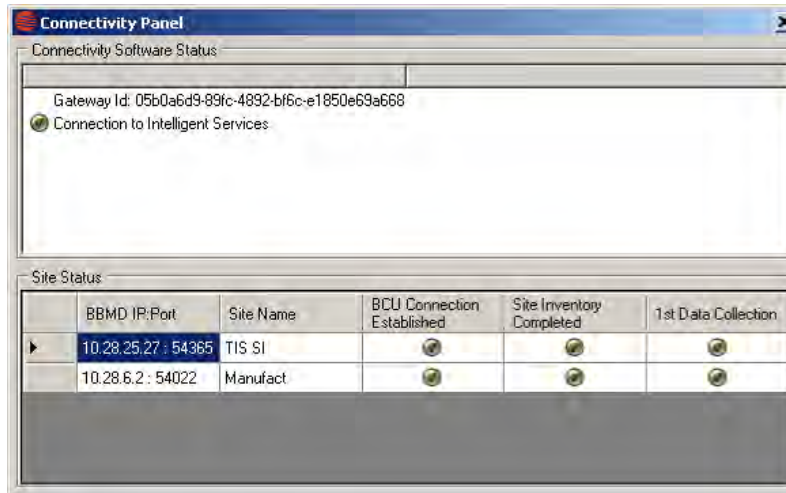 Connectivity Panel
Connectivity Software Status
Gateway Id: 05b0a6d9-89fc-4892-bf6c-e1850e69a668
Connection to Intelligent Services
Site Status
BBMD IP:Port Site Name BCU Connection Established Site Inventory Completed 1st Data Collection
10.28.25.27 : 54365 TIS SI
10.28.6.2 : 54022 Manufact